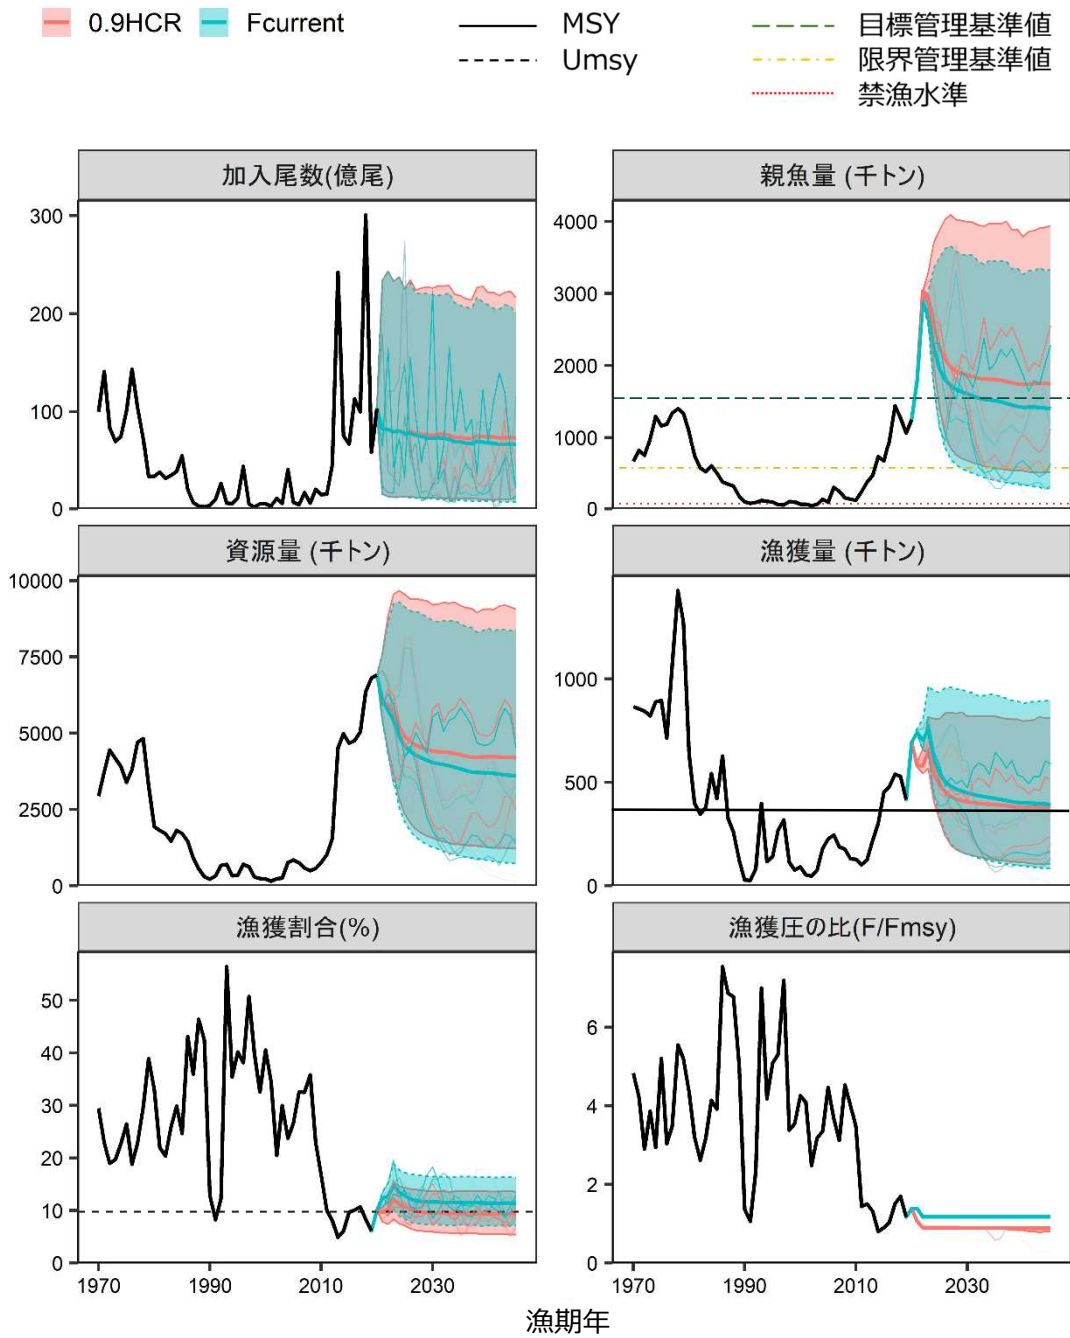 0.9HCR Fcurrent MSY 目標管理基準値
Umsy 限界管理基準値
禁漁水準
加入尾数(億尾)
300
200
100
0
親魚量 (千トン)
4000
3000
2000
1000
0
資源量 (千トン)
10000
7500
5000
2500
0
漁獲量 (千トン)
1000
500
0
漁獲割合(%)
50
40
30
20
10
0
1970 1990 2010 2030
漁獲圧の比(F/Fmsy)
6
4
2
0
1970 1990 2010 2030
漁期年